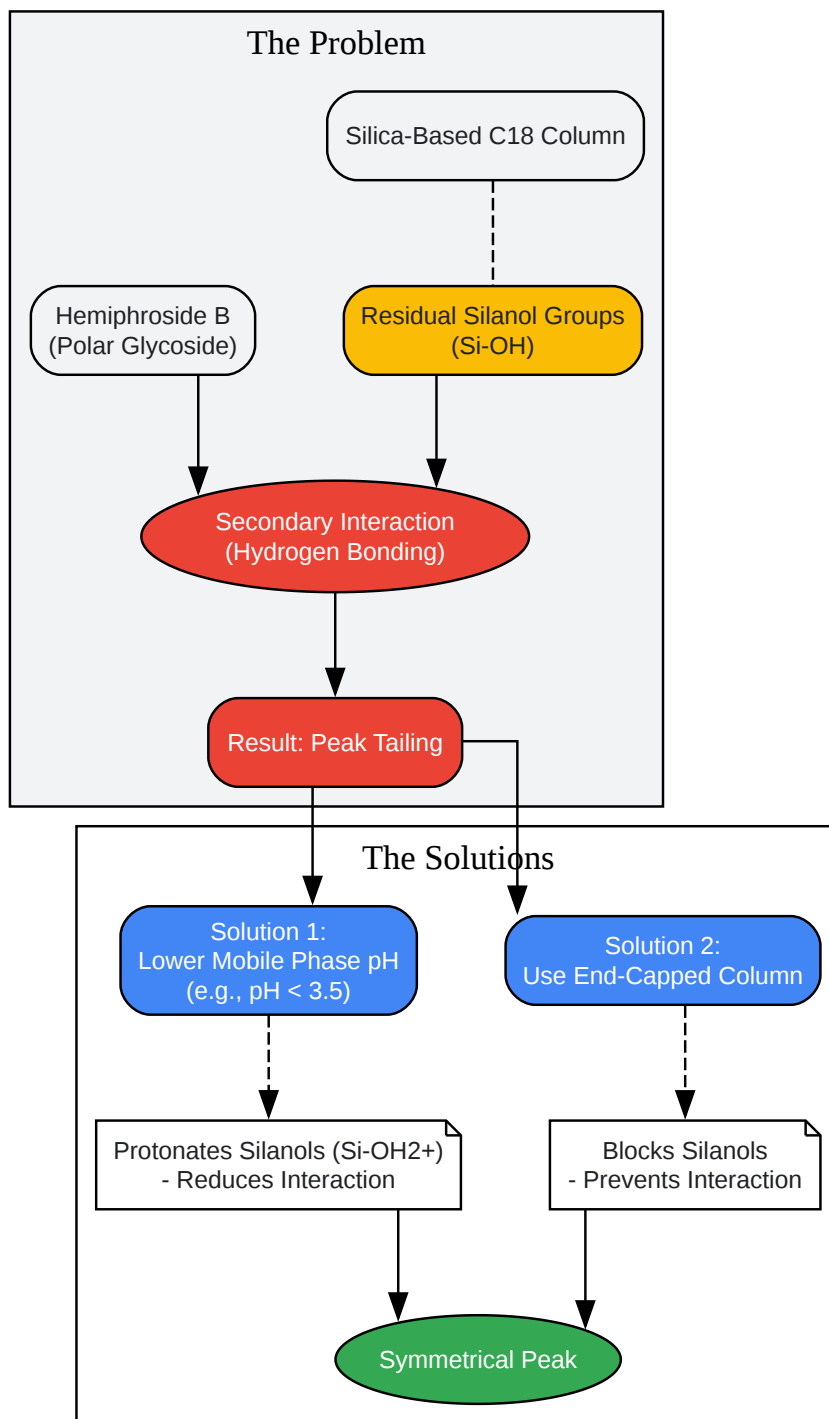 The Problem
Silica-Based C18 Column
Hemiphroside B
(Polar Glycoside)
Residual Silanol Groups
(Si-OH)
Secondary Interaction
(Hydrogen Bonding)
Result: Peak Tailing
The Solutions
Solution 1:
Lower Mobile Phase pH
(e.g., pH < 3.5)
Solution 2:
Use End-Capped Column
Protonates Silanols (Si-OH2+)
- Reduces Interaction
Blocks Silanols
- Prevents Interaction
Symmetrical Peak